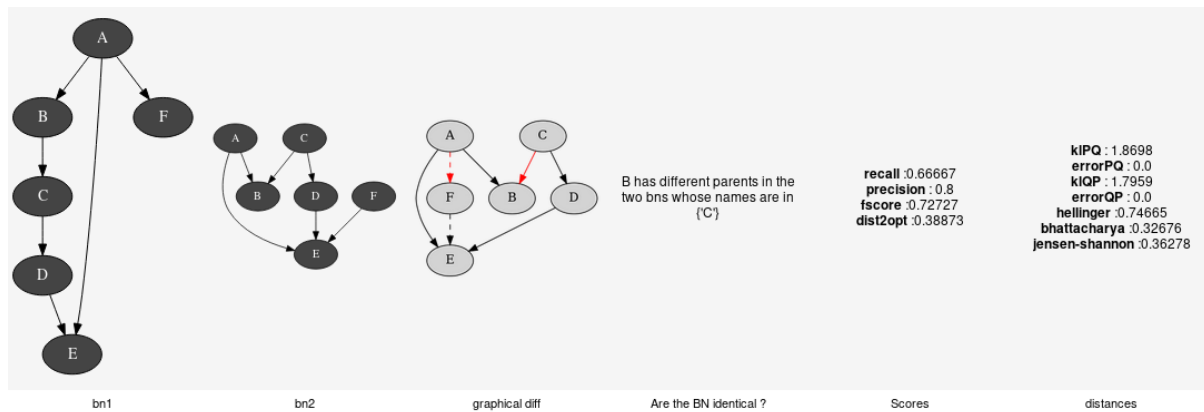 A
B
F
C
D
E
A
C
B
D
F
E
A
C
F
B
D
E
B has different parents in the
two bns whose names are in
{'C'}
recall :0.66667
precision : 0.8
fscore : 0.72727
dist2opt :0.38873
klPQ : 1.8698
errorPQ : 0.0
klQP : 1.7959
errorQP : 0.0
hellinger :0.74665
bhattacharya :0.32676
jensen-shannon :0.36278
bn1
bn2
graphical diff
Are the BN identical ?
Scores
distances